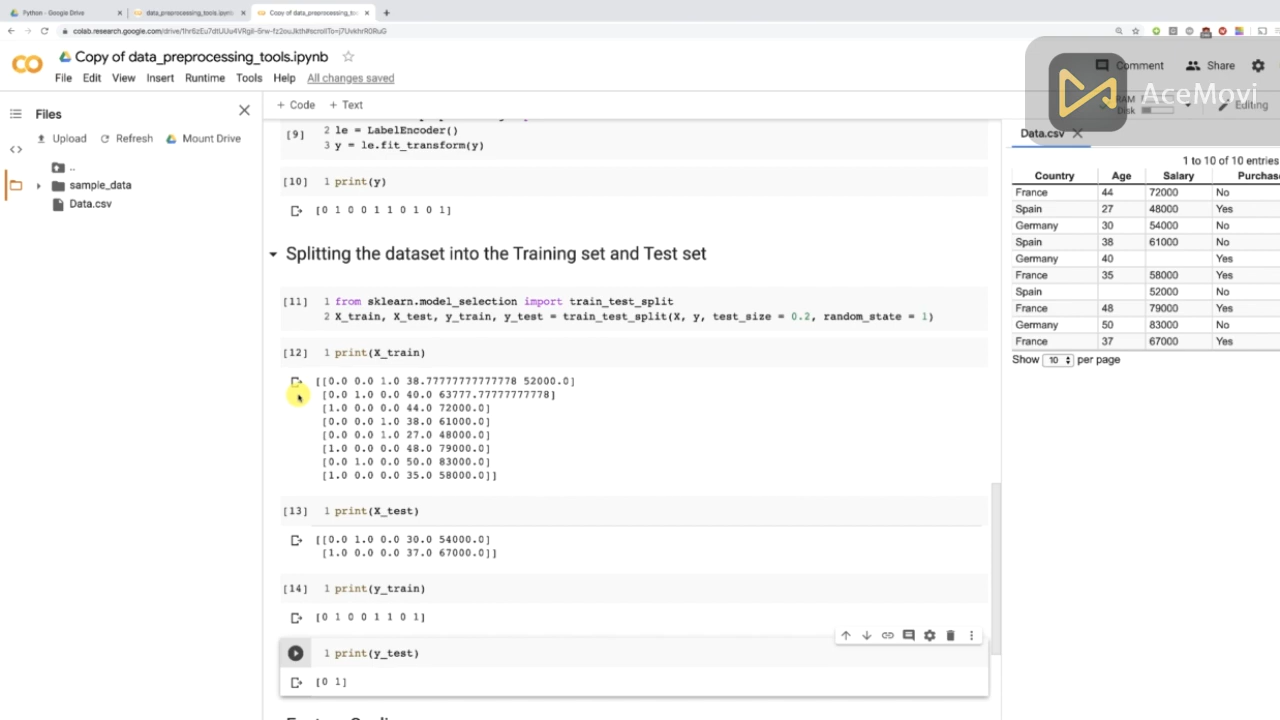 Python - Google Drive
data_preprocessing_tools.ipynb
Copy of data_preprocessing_too
Copy of data_preprocessing_tools.ipynb
File Edit View Insert Runtime Tools Help All changes saved
Comment Share
AceMovi
RAM
Disk
Editing
Files
Upload Refresh Mount Drive
..
sample_data
Data.csv
+ Code + Text
[9] 2 le = LabelEncoder()
3 y = le.fit_transform(y)
[10] 1 print(y)
[0 1 0 0 1 1 0 1 0 1]
Splitting the dataset into the Training set and Test set
[11] 1 from sklearn.model_selection import train_test_split
2 X_train, X_test, y_train, y_test = train_test_split(X, y, test_size = 0.2, random_state = 1)
[12] 1 print(X_train)
[[0.0 0.0 1.0 38.77777777777778 52000.0]
[0.0 1.0 0.0 40.0 63777.77777777778]
[1.0 0.0 0.0 44.0 72000.0]
[0.0 0.0 1.0 38.0 61000.0]
[0.0 0.0 1.0 27.0 48000.0]
[1.0 0.0 0.0 48.0 79000.0]
[0.0 1.0 0.0 50.0 83000.0]
[1.0 0.0 0.0 35.0 58000.0]]
[13] 1 print(X_test)
[[0.0 1.0 0.0 30.0 54000.0]
[1.0 0.0 0.0 37.0 67000.0]]
[14] 1 print(y_train)
[0 1 0 0 1 1 0 1]
1 print(y_test)
[0 1]
Data.csv
1 to 10 of 10 entries
Country Age Salary Purchase
France 44 72000 No
Spain 27 48000 Yes
Germany 30 54000 No
Spain 38 61000 No
Germany 40 Yes
France 35 58000 Yes
Spain 52000 No
France 48 79000 Yes
Germany 50 83000 No
France 37 67000 Yes
Show 10 per page